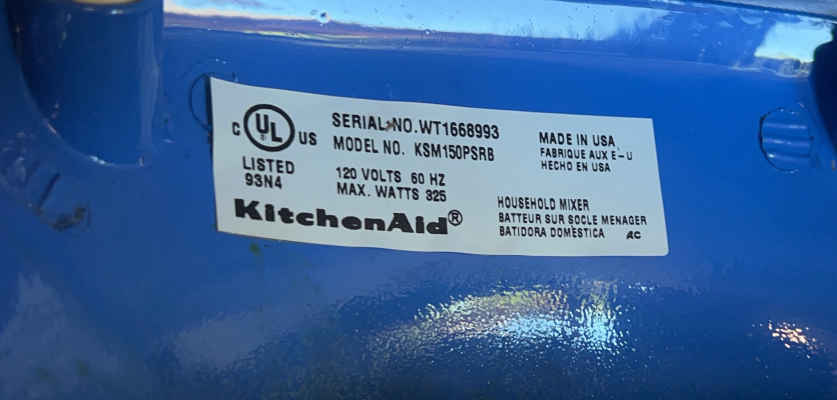 C UL US
LISTED
93N4
SERIAL NO. WT1668993
MODEL NO. KSM150PSRB
120 VOLTS 60 HZ
MAX. WATTS 325
KitchenAid®
MADE IN USA
FABRIQUE AUX E-U
HECHO EN USA
HOUSEHOLD MIXER
BATTEUR SUR SOCLE MENAGER
BATIDORA DOMESTICA AC